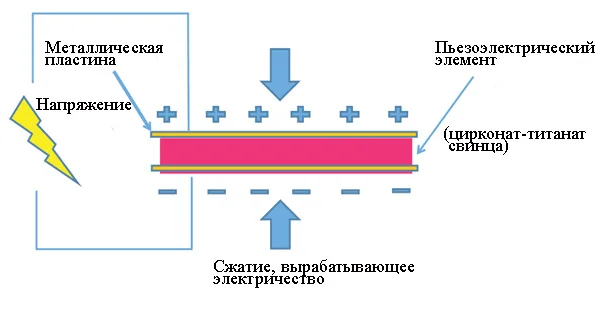 Металлическая
пластина
Пьезоэлектрический
элемент
Напряжение
(цирконат-титанат
свинца)
Сжатие, вырабатывающее
электричество